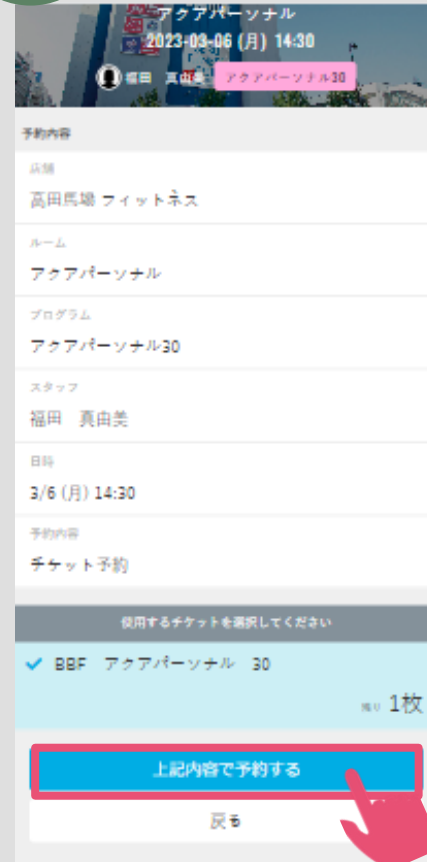 アクアパーソナル
2023-03-06 (月) 14:30
福田 真由美 アクアパーソナル30
予約内容
店舗
高田馬場 フィットネス
ルーム
アクアパーソナル
プログラム
アクアパーソナル30
スタッフ
福田 真由美
日時
3/6 (月) 14:30
予約内容
チケット予約
使用するチケットを選択してください
BBF アクアパーソナル 30
残り 1枚
上記内容で予約する
戻る